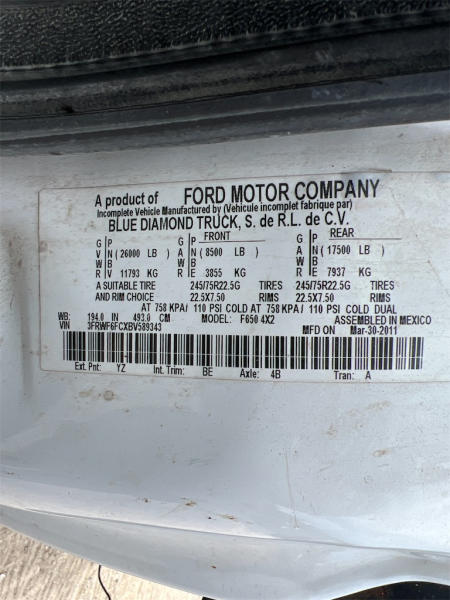 A product of FORD MOTOR COMPANY
Incomplete Vehicle Manufactured by (Vehicule incomplet fabrique par)
BLUE DIAMOND TRUCK, S. de R.L. de C.V.
G P G FRONT P G REAR
V N (26000 LB) A N (8500 LB) A N (17500 LB)
W B W B W B
R V 11793 KG R E 3855 KG R E 7937 KG
A SUITABLE TIRE 245/75R22.5G TIRES 245/75R22.5G TIRES
AND RIM CHOICE 22.5X7.50 RIMS 22.5X7.50 RIMS
AT 758 KPA/ 110 PSI COLD AT 758 KPA/ 110 PSI COLD DUAL
WB: 194.0 IN 493.0 CM MODEL: F650 4X2 ASSEMBLED IN MEXICO
VIN 3FRWF6FCXBV589343 MFD ON Mar-30-2011
Ext. Pnt: YZ Int. Trim: BE Axle: 4B Tran: A